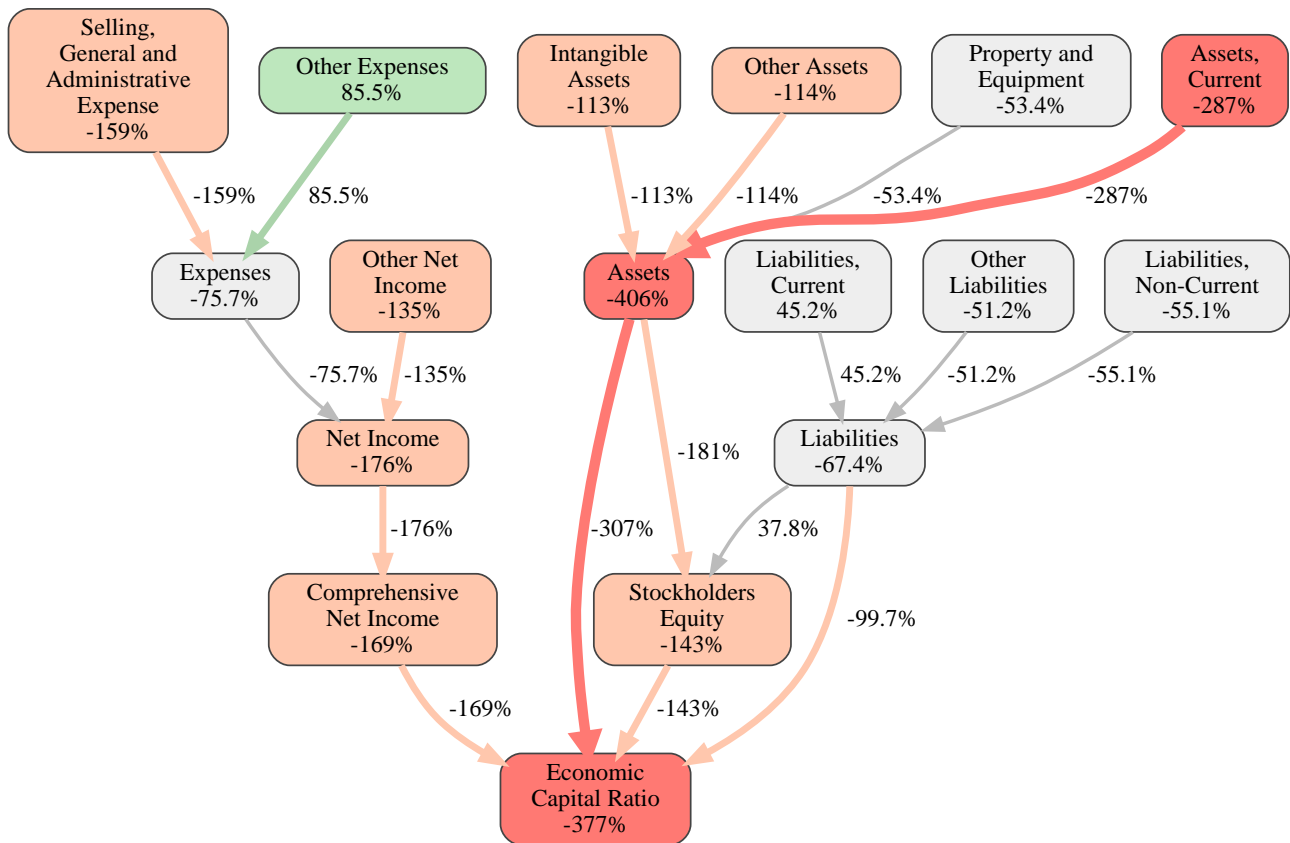 Selling,
General and
Administrative
Expense
-159%
Other Expenses
85.5%
Intangible
Assets
-113%
Other Assets
-114%
Property and
Equipment
-53.4%
Assets,
Current
-287%
-159%
85.5%
-113%
-114%
-53.4%
-287%
Expenses
-75.7%
Other Net
Income
-135%
Assets
-406%
Liabilities,
Current
45.2%
Other
Liabilities
-51.2%
Liabilities,
Non-Current
-55.1%
-75.7%
-135%
45.2%
-51.2%
-55.1%
Net Income
-176%
-181%
Liabilities
-67.4%
-176%
-307%
37.8%
Comprehensive
Net Income
-169%
Stockholders
Equity
-143%
-99.7%
-169%
-143%
Economic
Capital Ratio
-377%